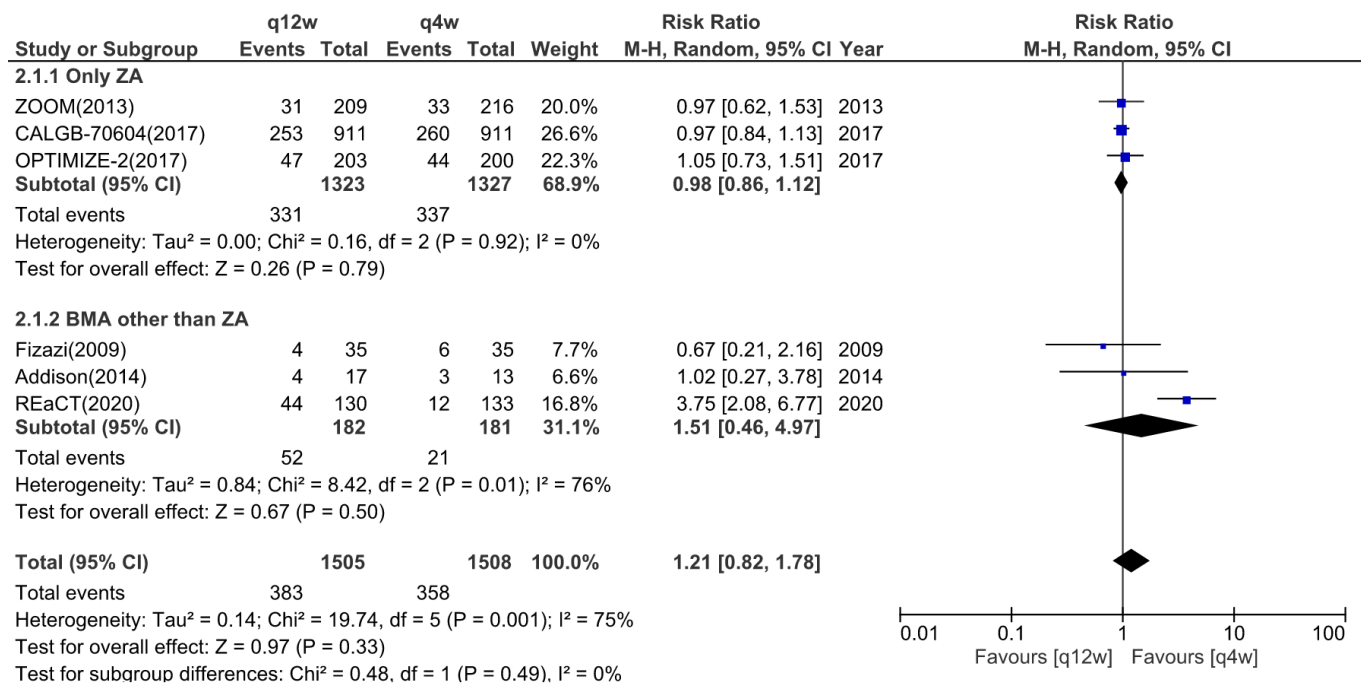 q12w q4w Risk Ratio Risk Ratio
Study or Subgroup Events Total Events Total Weight M-H, Random, 95% CI Year M-H, Random, 95% CI
2.1.1 Only ZA
ZOOM(2013) 31 209 33 216 20.0% 0.97 [0.62, 1.53] 2013
CALGB-70604(2017) 253 911 260 911 26.6% 0.97 [0.84, 1.13] 2017
OPTIMIZE-2(2017) 47 203 44 200 22.3% 1.05 [0.73, 1.51] 2017
Subtotal (95% CI) 1323 1327 68.9% 0.98 [0.86, 1.12]
Total events 331 337
Heterogeneity: Tau² = 0.00; Chi² = 0.16, df = 2 (P = 0.92); I² = 0%
Test for overall effect: Z = 0.26 (P = 0.79)
2.1.2 BMA other than ZA
Fizazi(2009) 4 35 6 35 7.7% 0.67 [0.21, 2.16] 2009
Addison(2014) 4 17 3 13 6.6% 1.02 [0.27, 3.78] 2014
REaCT(2020) 44 130 12 133 16.8% 3.75 [2.08, 6.77] 2020
Subtotal (95% CI) 182 181 31.1% 1.51 [0.46, 4.97]
Total events 52 21
Heterogeneity: Tau² = 0.84; Chi² = 8.42, df = 2 (P = 0.01); I² = 76%
Test for overall effect: Z = 0.67 (P = 0.50)
Total (95% CI) 1505 1508 100.0% 1.21 [0.82, 1.78]
Total events 383 358
Heterogeneity: Tau² = 0.14; Chi² = 19.74, df = 5 (P = 0.001); I² = 75%
Test for overall effect: Z = 0.97 (P = 0.33)
Test for subgroup differences: Chi² = 0.48, df = 1 (P = 0.49), I² = 0%
0.01 0.1 1 10 100
Favours [q12w] Favours [q4w]